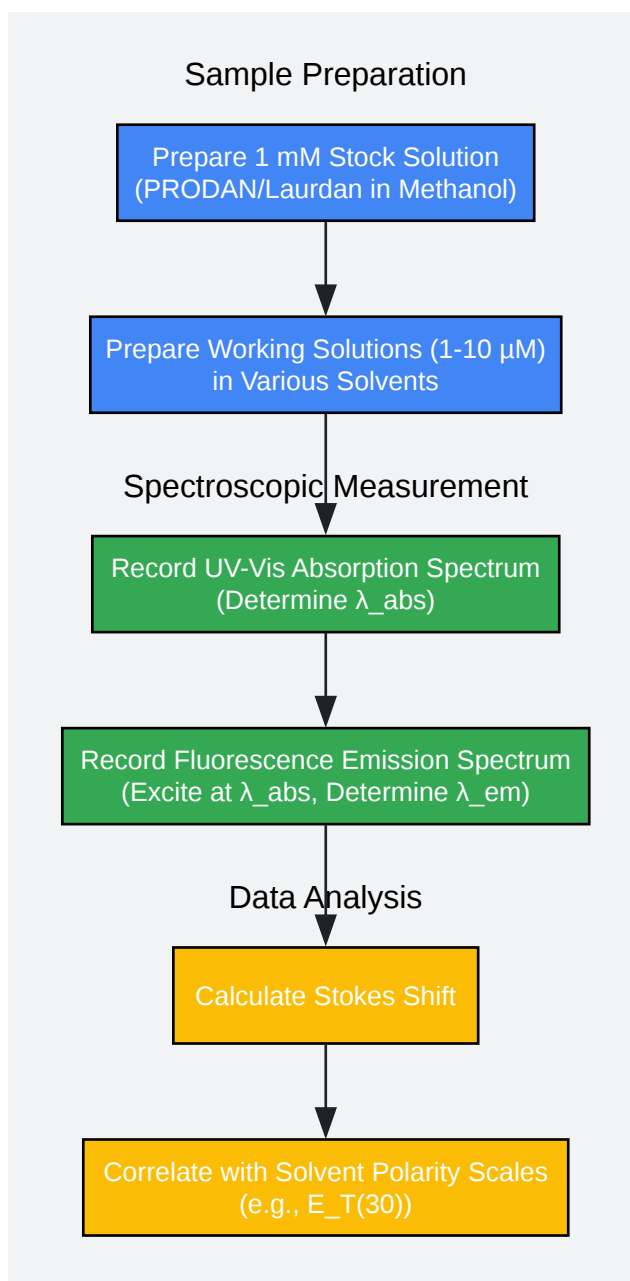 Sample Preparation
Prepare 1 mM Stock Solution
(PRODAN/Laurdan in Methanol)
Prepare Working Solutions (1-10 µM)
in Various Solvents
Spectroscopic Measurement
Record UV-Vis Absorption Spectrum
(Determine λ_abs)
Record Fluorescence Emission Spectrum
(Excite at λ_abs, Determine λ_em)
Data Analysis
Calculate Stokes Shift
Correlate with Solvent Polarity Scales
(e.g., E_T(30))